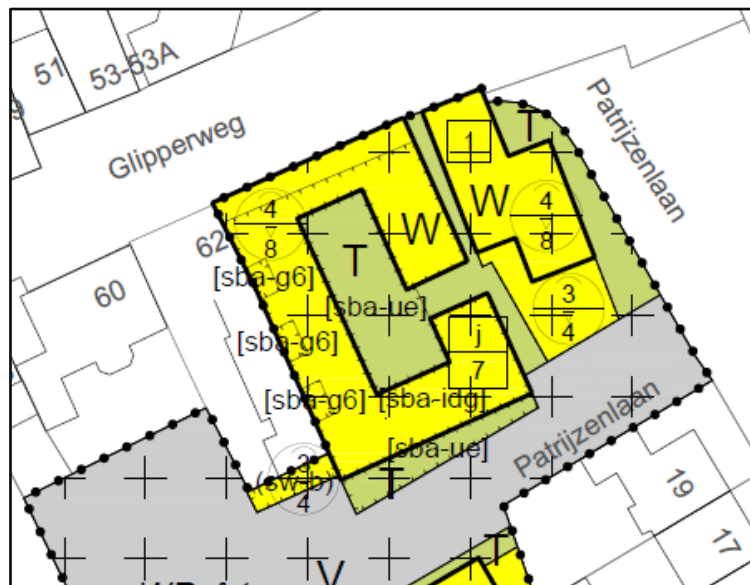 51
53-53A
Glipperweg
Patrijzenlaan
T
1
4
8
W
W
4
8
62
T
60
[sba-g6]
[sba-ue]
3
4
j
7
[sba-g6]
[sba-g6]
[sba-idg]
[sba-ue]
Patrijzenlaan
3
(sw-b)
4
T
19
17
T
V